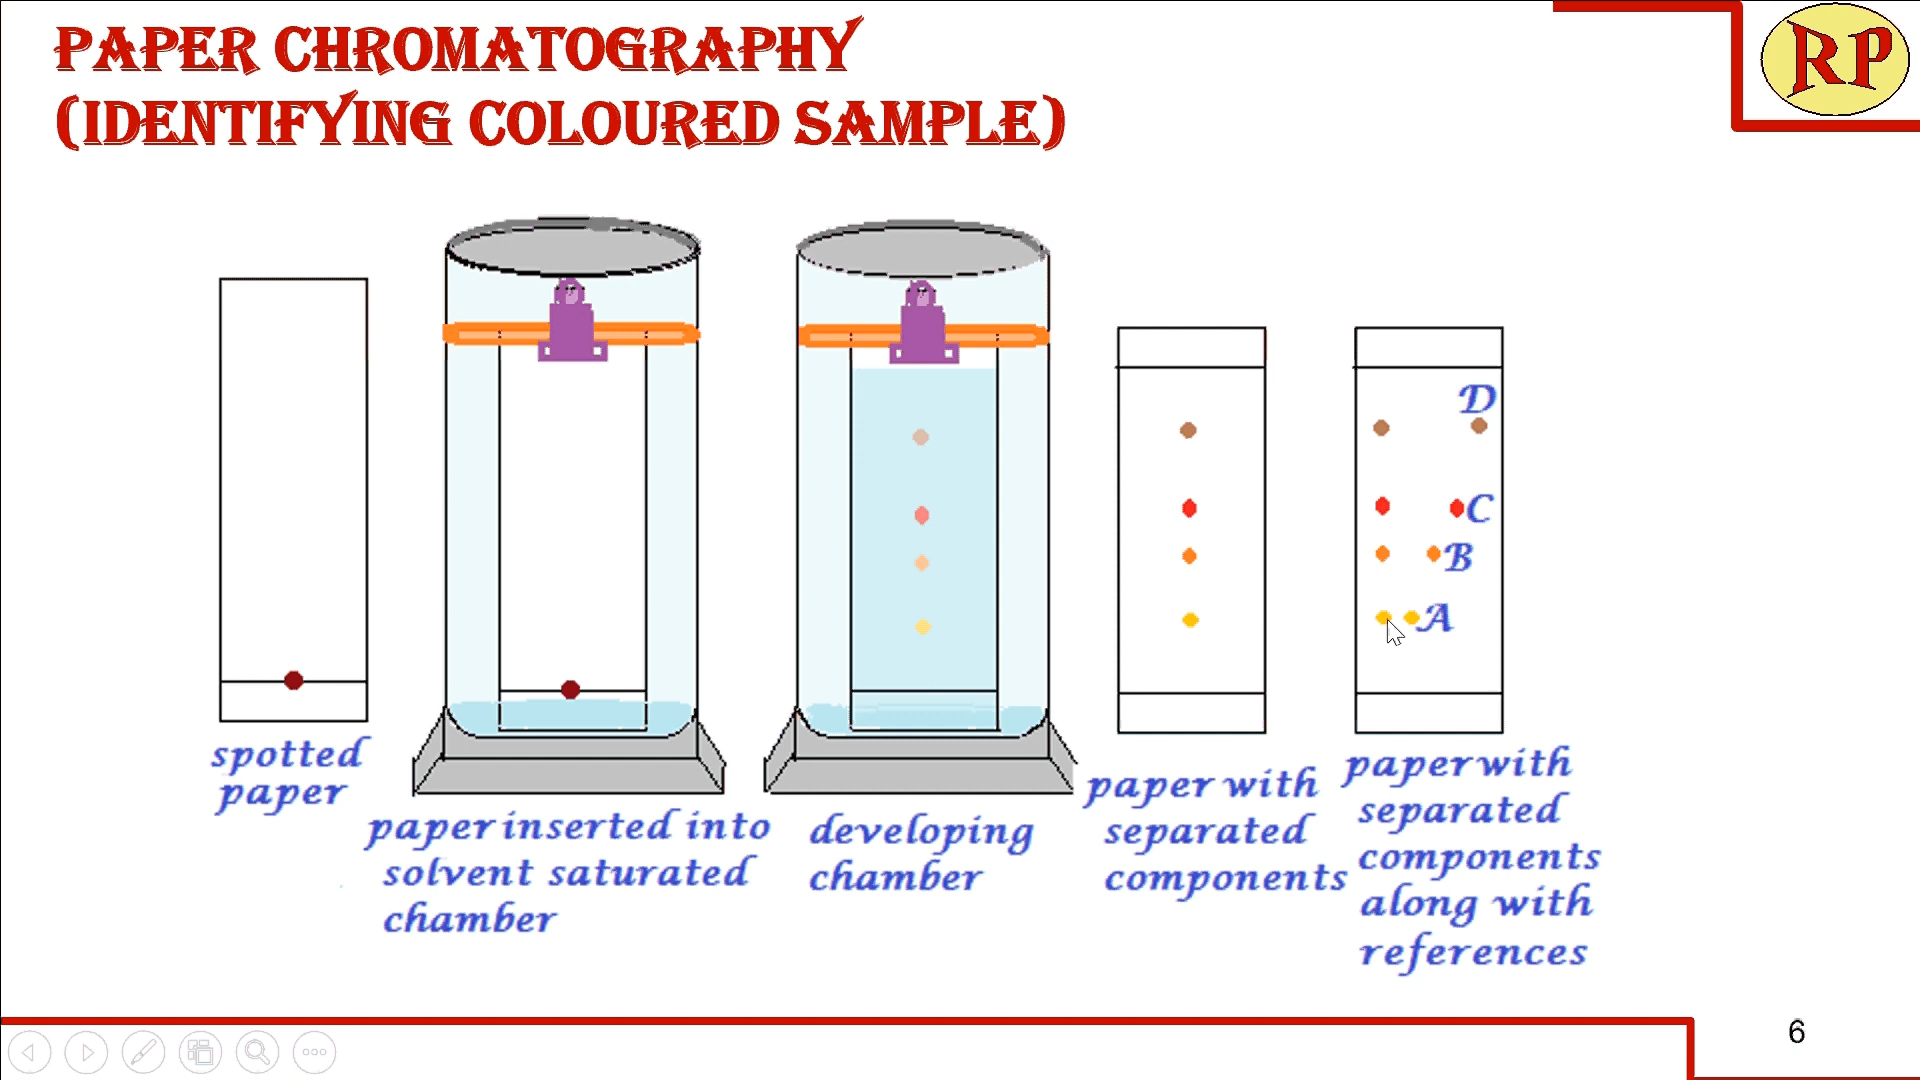 PAPER CHROMATOGRAPHY
(IDENTIFYING COLOURED SAMPLE)
RP
D
C
B
A
spotted
paper
paper inserted into
solvent saturated
chamber
developing
chamber
paper with
separated
components
paper with
separated
components
along with
references
6